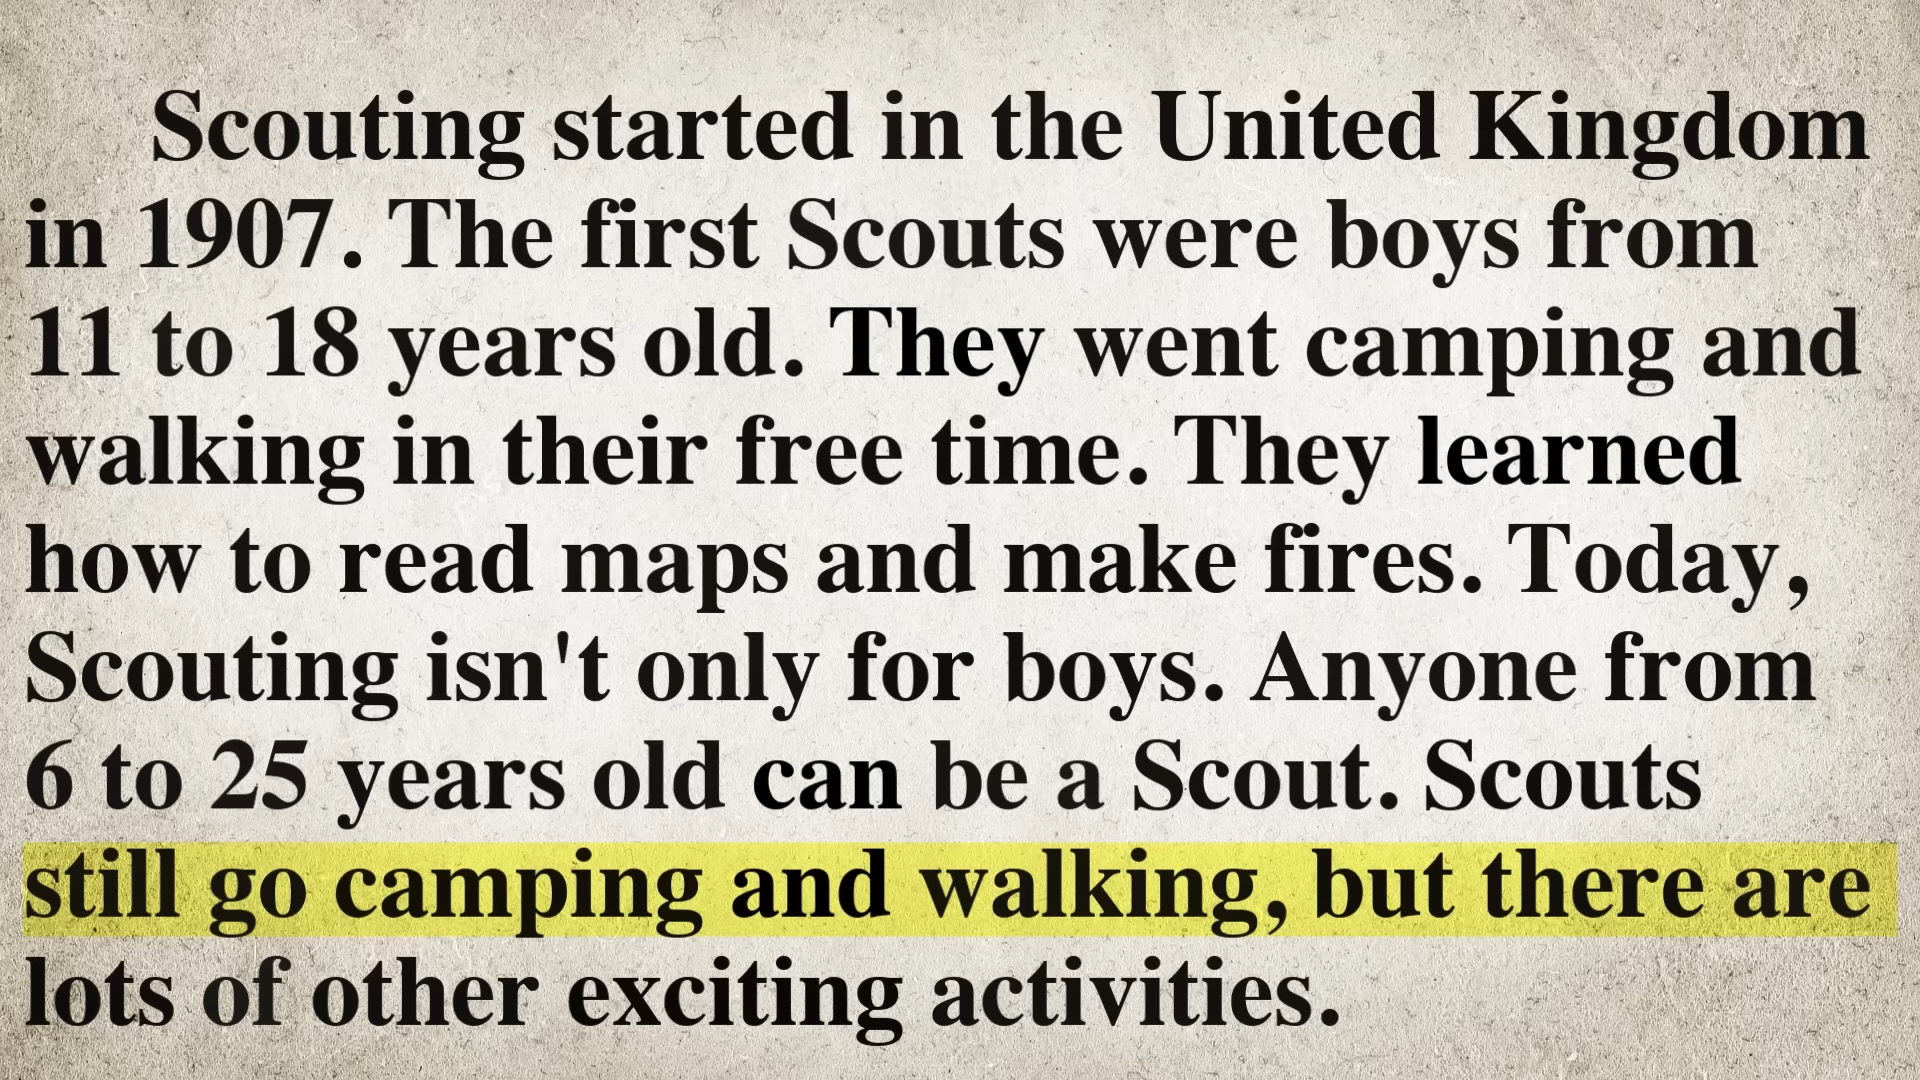 Scouting started in the United Kingdom
in 1907. The first Scouts were boys from
11 to 18 years old. They went camping and
walking in their free time. They learned
how to read maps and make fires. Today,
Scouting isn't only for boys. Anyone from
6 to 25 years old can be a Scout. Scouts
still go camping and walking, but there are
lots of other exciting activities.